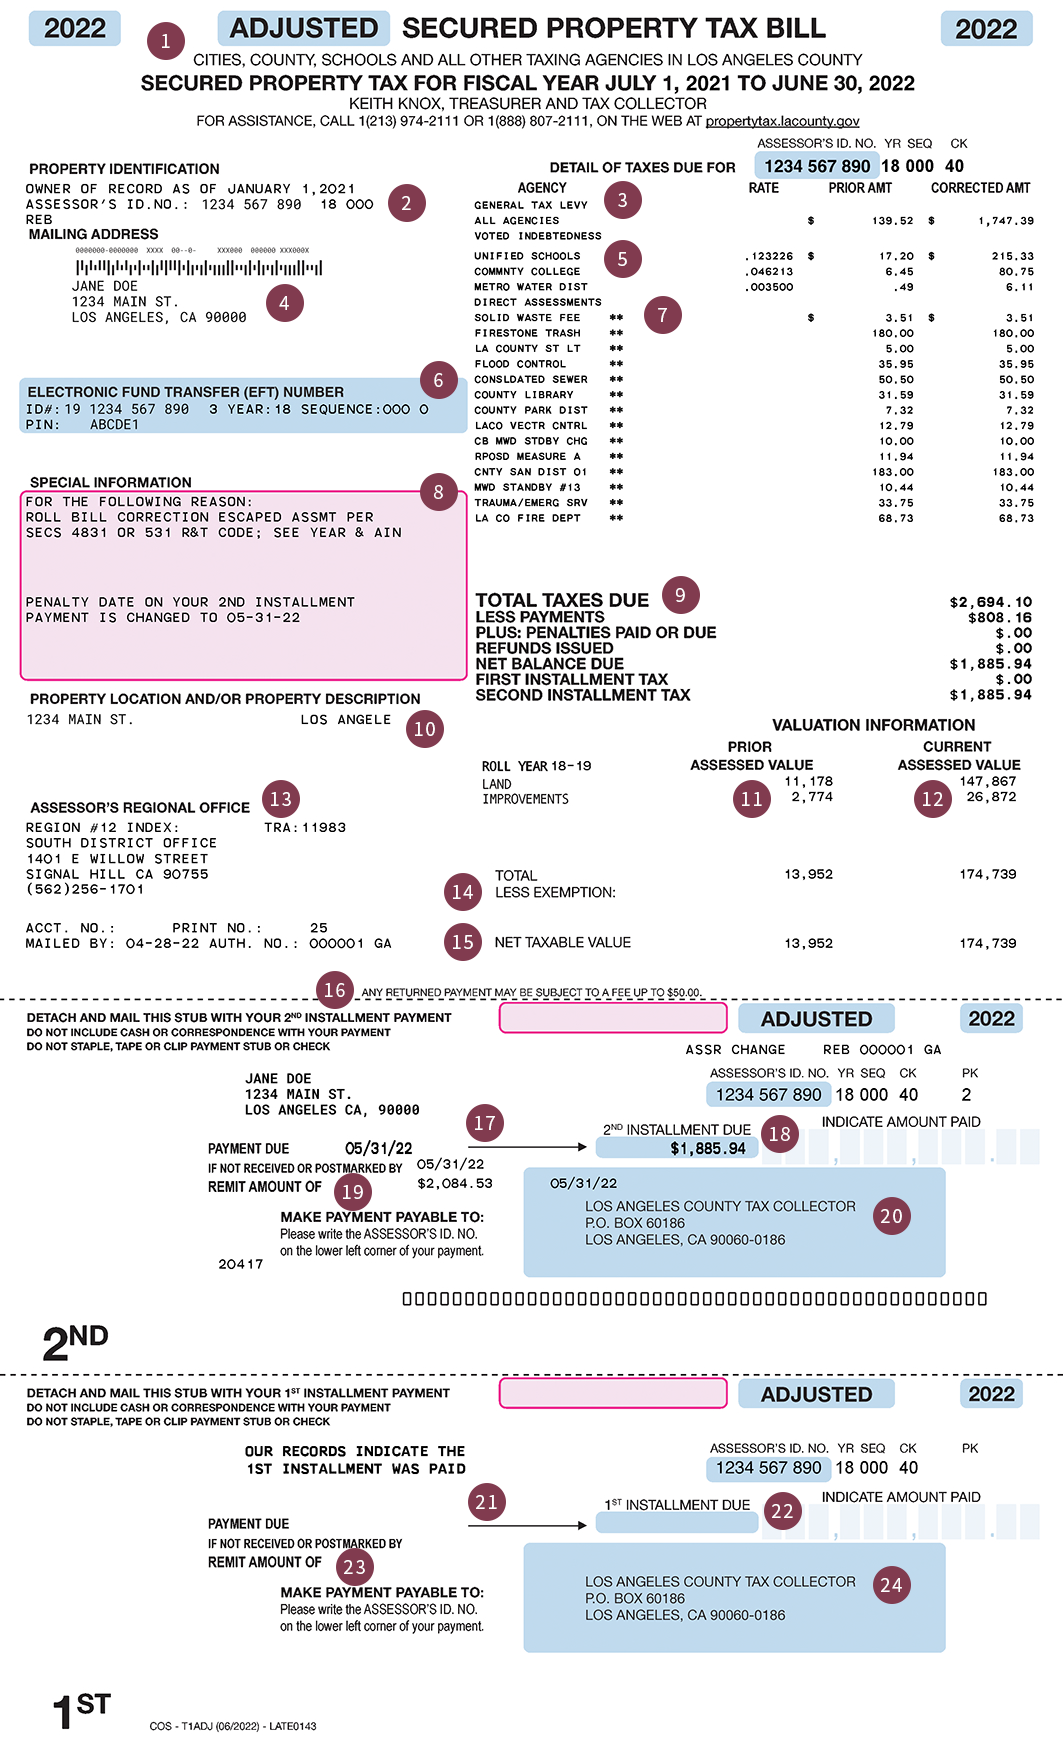 2022 ADJUSTED SECURED PROPERTY TAX BILL 2022
1
CITIES, COUNTY, SCHOOLS AND ALL OTHER TAXING AGENCIES IN LOS ANGELES COUNTY
SECURED PROPERTY TAX FOR FISCAL YEAR JULY 1, 2021 TO JUNE 30, 2022
KEITH KNOX, TREASURER AND TAX COLLECTOR
FOR ASSISTANCE, CALL 1(213) 974-2111 OR 1(888) 807-2111, ON THE WEB AT propertytax.lacounty.gov
PROPERTY IDENTIFICATION
OWNER OF RECORD AS OF JANUARY 1,2021
ASSESSOR'S ID.NO.: 1234 567 890 18 000
2
REB
MAILING ADDRESS
0000000-0000000 XXXX 00--0- XXX000 000000 XXX000X
JANE DOE
1234 MAIN ST.
4
LOS ANGELES, CA 90000
6
ELECTRONIC FUND TRANSFER (EFT) NUMBER
ID#: 19 1234 567 890 3 YEAR:18 SEQUENCE:000 0
PIN: ABCDE1
SPECIAL INFORMATION
8
FOR THE FOLLOWING REASON:
ROLL BILL CORRECTION ESCAPED ASSMT PER
SECS 4831 OR 531 R&T CODE; SEE YEAR & AIN
PENALTY DATE ON YOUR 2ND INSTALLMENT
PAYMENT IS CHANGED TO 05-31-22
PROPERTY LOCATION AND/OR PROPERTY DESCRIPTION
1234 MAIN ST. LOS ANGELE
10
13
ASSESSOR'S REGIONAL OFFICE
REGION #12 INDEX: TRA:11983
SOUTH DISTRICT OFFICE
1401 E WILLOW STREET
SIGNAL HILL CA 90755
(562)256-1701
ACCT. NO.: PRINT NO.: 25
MAILED BY: 04-28-22 AUTH. NO.: 000001 GA
ASSESSOR'S ID. NO. YR SEQ CK
DETAIL OF TAXES DUE FOR 1234 567 890 18 000 40
AGENCY RATE PRIOR AMT CORRECTED AMT
3
GENERAL TAX LEVY
ALL AGENCIES $ 139.52 $ 1,747.39
VOTED INDEBTEDNESS
5
UNIFIED SCHOOLS .123226 $ 17.20 $ 215.33
COMMNTY COLLEGE .046213 6.45 80.75
METRO WATER DIST .003500 .49 6.11
DIRECT ASSESSMENTS
7
SOLID WASTE FEE ** $ 3.51 $ 3.51
FIRESTONE TRASH ** 180.00 180.00
LA COUNTY ST LT ** 5.00 5.00
FLOOD CONTROL ** 35.95 35.95
CONSLDATED SEWER ** 50.50 50.50
COUNTY LIBRARY ** 31.59 31.59
COUNTY PARK DIST ** 7.32 7.32
LACO VECTR CNTRL ** 12.79 12.79
CB MWD STDBY CHG ** 10.00 10.00
RPOSD MEASURE A ** 11.94 11.94
CNTY SAN DIST 01 ** 183.00 183.00
MWD STANDBY #13 ** 10.44 10.44
TRAUMA/EMERG SRV ** 33.75 33.75
LA CO FIRE DEPT ** 68.73 68.73
9
TOTAL TAXES DUE $2,694.10
LESS PAYMENTS $808.16
PLUS: PENALTIES PAID OR DUE $.00
REFUNDS ISSUED $.00
NET BALANCE DUE $1,885.94
FIRST INSTALLMENT TAX $.00
SECOND INSTALLMENT TAX $1,885.94
VALUATION INFORMATION
PRIOR CURRENT
ROLL YEAR 18-19 ASSESSED VALUE ASSESSED VALUE
LAND 11,178 147,867
IMPROVEMENTS 11 2,774 12 26,872
TOTAL 13,952 174,739
14 LESS EXEMPTION:
15 NET TAXABLE VALUE 13,952 174,739
16 ANY RETURNED PAYMENT MAY BE SUBJECT TO A FEE UP TO $50.00.
DETACH AND MAIL THIS STUB WITH YOUR 2ND INSTALLMENT PAYMENT
DO NOT INCLUDE CASH OR CORRESPONDENCE WITH YOUR PAYMENT
DO NOT STAPLE, TAPE OR CLIP PAYMENT STUB OR CHECK
ADJUSTED 2022
ASSR CHANGE REB 000001 GA
ASSESSOR'S ID. NO. YR SEQ CK PK
1234 567 890 18 000 40 2
JANE DOE
1234 MAIN ST.
LOS ANGELES CA, 90000
17
2ND INSTALLMENT DUE 18 INDICATE AMOUNT PAID
PAYMENT DUE 05/31/22 $1,885.94 , , .
IF NOT RECEIVED OR POSTMARKED BY 05/31/22
REMIT AMOUNT OF 19 $2,084.53
05/31/22
LOS ANGELES COUNTY TAX COLLECTOR
P.O. BOX 60186
LOS ANGELES, CA 90060-0186
20
MAKE PAYMENT PAYABLE TO:
Please write the ASSESSOR'S ID. NO.
on the lower left corner of your payment.
20417
2ND
DETACH AND MAIL THIS STUB WITH YOUR 1ST INSTALLMENT PAYMENT
DO NOT INCLUDE CASH OR CORRESPONDENCE WITH YOUR PAYMENT
DO NOT STAPLE, TAPE OR CLIP PAYMENT STUB OR CHECK
ADJUSTED 2022
OUR RECORDS INDICATE THE
1ST INSTALLMENT WAS PAID
ASSESSOR'S ID. NO. YR SEQ CK PK
1234 567 890 18 000 40
21
1ST INSTALLMENT DUE 22 INDICATE AMOUNT PAID
PAYMENT DUE , , .
IF NOT RECEIVED OR POSTMARKED BY
REMIT AMOUNT OF 23
MAKE PAYMENT PAYABLE TO:
Please write the ASSESSOR'S ID. NO.
on the lower left corner of your payment.
LOS ANGELES COUNTY TAX COLLECTOR
P.O. BOX 60186
LOS ANGELES, CA 90060-0186
24
1ST
COS - T1ADJ (06/2022) - LATE0143